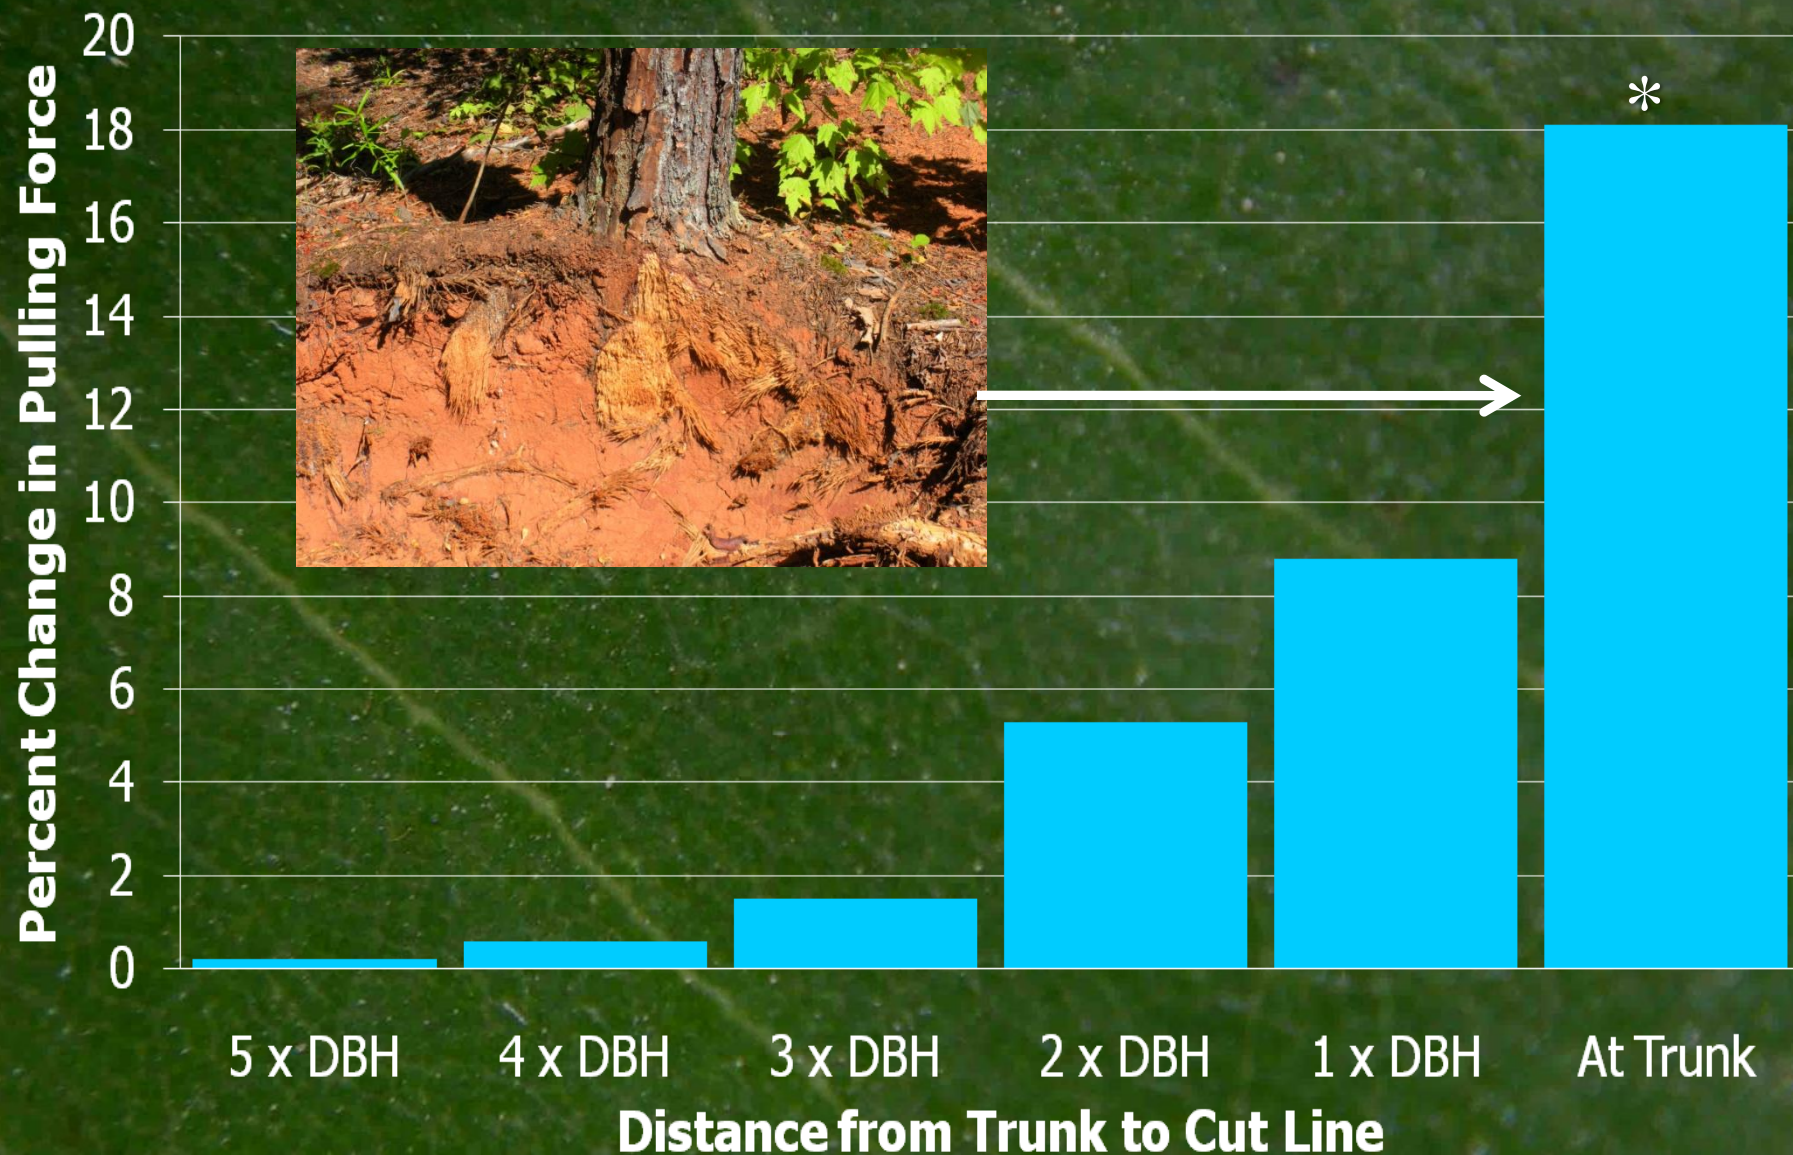 Percent Change in Pulling Force
20
18
16
14
12
10
8
6
4
2
0
*
5 x DBH
4 x DBH
3 x DBH
2 x DBH
1 x DBH
At Trunk
Distance from Trunk to Cut Line